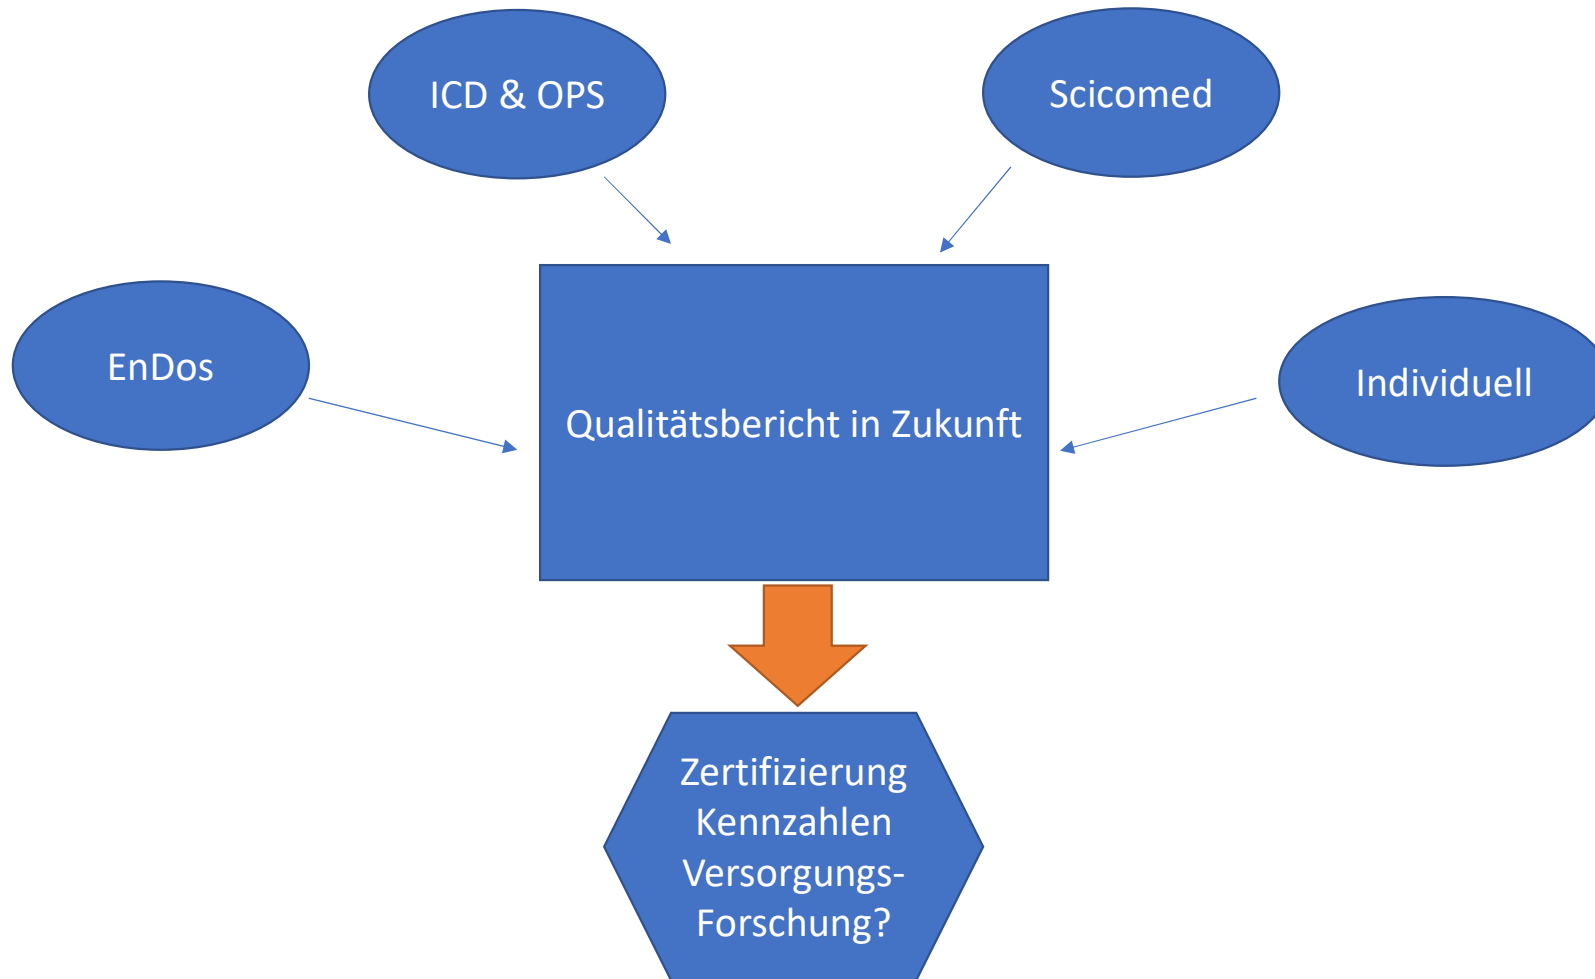 ICD & OPS
Scicomed
EnDos
Individuell
Qualitätsbericht in Zukunft
Zertifizierung
Kennzahlen
Versorgungs-
Forschung?